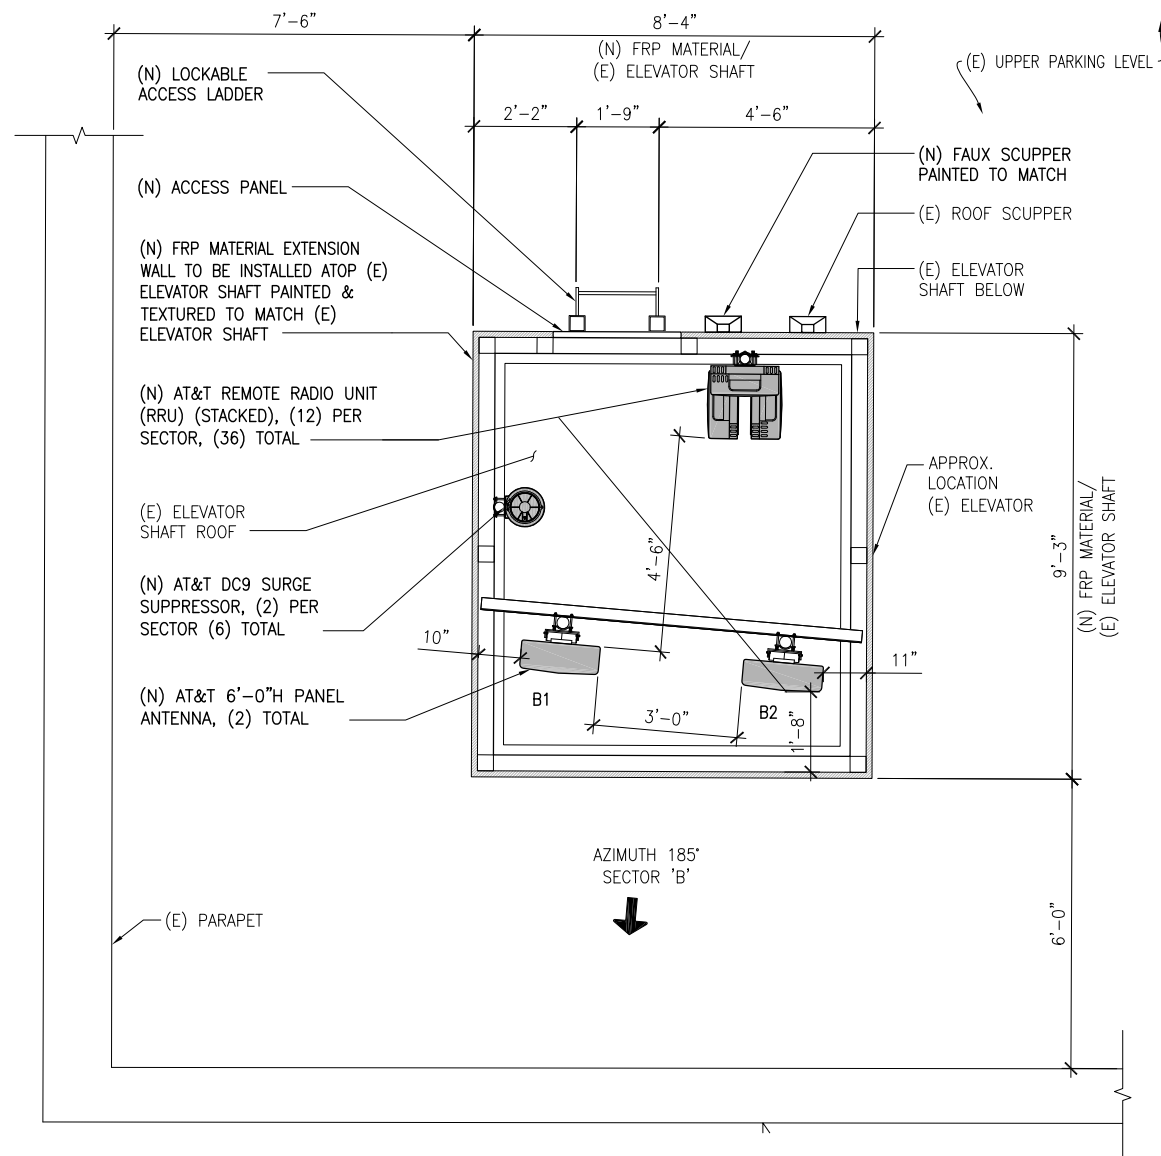 7'-6"
8'-4"
(N) FRP MATERIAL/
(E) ELEVATOR SHAFT
(E) UPPER PARKING LEVEL
(N) LOCKABLE
ACCESS LADDER
2'-2"
1'-9"
4'-6"
(N) FAUX SCUPPER
PAINTED TO MATCH
(N) ACCESS PANEL
(E) ROOF SCUPPER
(N) FRP MATERIAL EXTENSION
WALL TO BE INSTALLED ATOP (E)
ELEVATOR SHAFT PAINTED &
TEXTURED TO MATCH (E)
ELEVATOR SHAFT
(E) ELEVATOR
SHAFT BELOW
(N) AT&T REMOTE RADIO UNIT
(RRU) (STACKED), (12) PER
SECTOR, (36) TOTAL
APPROX.
LOCATION
(E) ELEVATOR
(E) ELEVATOR
SHAFT ROOF
4'-6"
9'-3"
(N) FRP MATERIAL/
(E) ELEVATOR SHAFT
(N) AT&T DC9 SURGE
SUPPRESSOR, (2) PER
SECTOR (6) TOTAL
10"
11"
(N) AT&T 6'-0"H PANEL
ANTENNA, (2) TOTAL
B1
3'-0"
B2
1'-8"
AZIMUTH 185°
SECTOR 'B'
(E) PARAPET
6'-0"